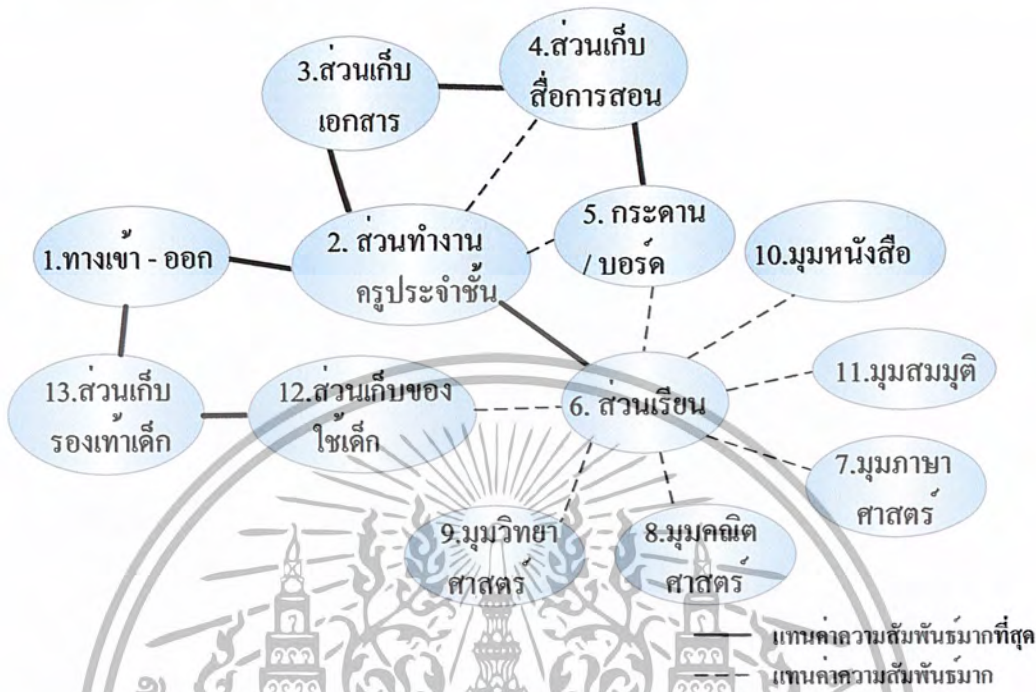 3.ส่วนเก็บ
เอกสาร
4.ส่วนเก็บ
สื่อการสอน
1.ทางเข้า - ออก
2. ส่วนทำงาน
ครูประจำชั้น
5. กระดาน
/ บอร์ด
10.มุมหนังสือ
13.ส่วนเก็บ
รองเท้าเด็ก
12.ส่วนเก็บของ
ใช้เด็ก
6. ส่วนเรียน
11.มุมสมมุติ
7.มุมภาษา
ศาสตร์
9.มุมวิทยา
ศาสตร์
8.มุมคณิต
ศาสตร์
แทนค่าความสัมพันธ์มากที่สุด
แทนค่าความสัมพันธ์มาก